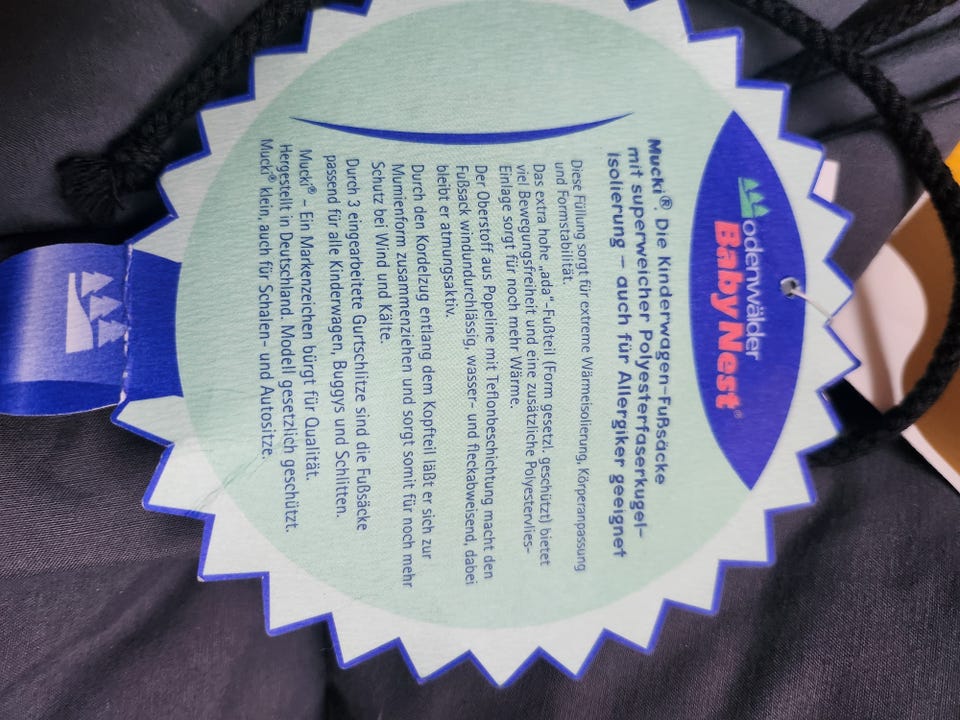 odenwälder
BabyNest®
Mucki®. Die Kinderwagen-Fußsäcke
mit superweicher Polyesterfaserkugel-
Isolierung – auch für Allergiker geeignet
Diese Füllung sorgt für extreme Wärmeisolierung, Körperanpassung
und Formstabilität.
Das extra hohe „ada“-Fußteil (Form gesetzl. geschützt) bietet
viel Bewegungsfreiheit und eine zusätzliche Polyestervlies-
Einlage sorgt für noch mehr Wärme.
Der Oberstoff aus Popeline mit Teflonbeschichtung macht den
Fußsack windundurchlässig, wasser- und fleckabweisend, dabei
bleibt er atmungsaktiv.
Durch den Kordelzug entlang dem Kopfteil läßt er sich zur
Mumienform zusammenziehen und sorgt somit für noch mehr
Schutz bei Wind und Kälte.
Durch 3 eingearbeitete Gurtschlitze sind die Fußsäcke
passend für alle Kinderwagen, Buggys und Schlitten.
Mucki® – Ein Markenzeichen bürgt für Qualität.
Hergestellt in Deutschland. Modell gesetzlich geschützt.
Mucki® klein, auch für Schalen- und Autositze.